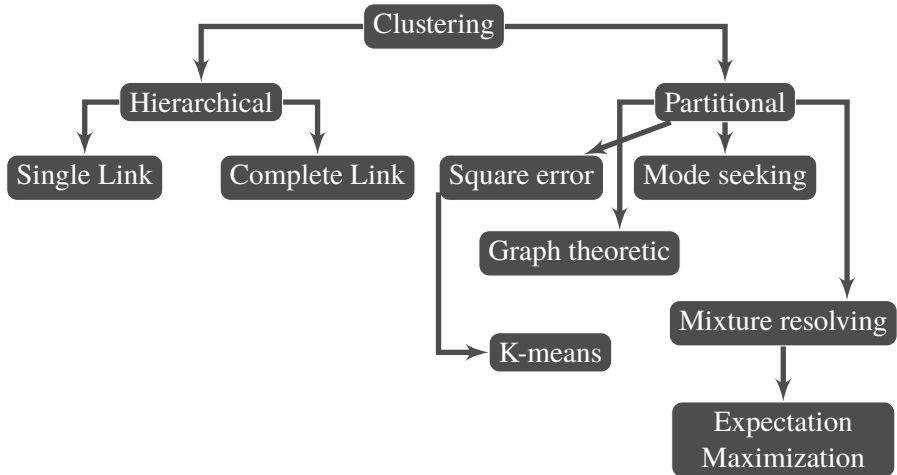 Clustering
Hierarchical
Partitional
Single Link
Complete Link
Square error
Mode seeking
Graph theoretic
Mixture resolving
K-means
Expectation
Maximization